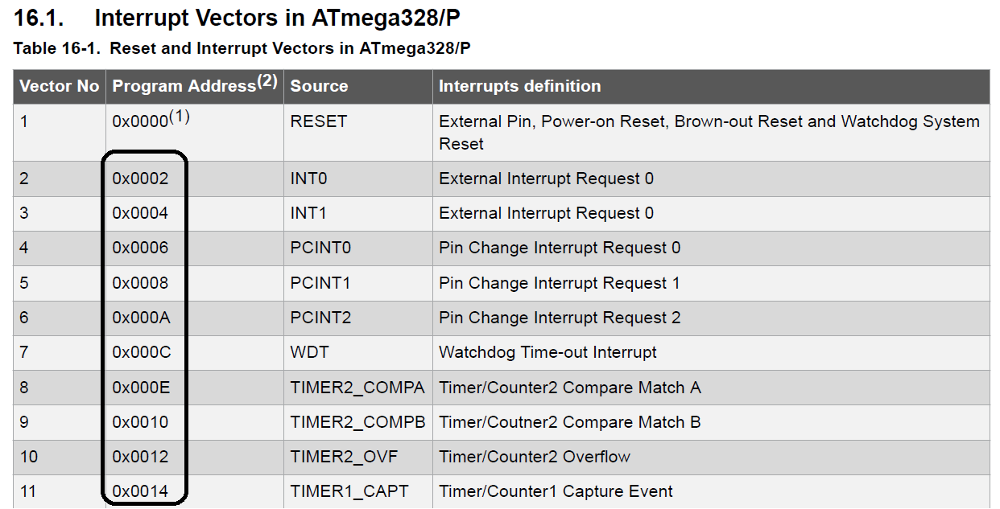 16.1. Interrupt Vectors in ATmega328/P
Table 16-1. Reset and Interrupt Vectors in ATmega328/P
Vector No Program Address(2) Source Interrupts definition
1 0x0000(1) RESET External Pin, Power-on Reset, Brown-out Reset and Watchdog System
Reset
2 0x0002 INT0 External Interrupt Request 0
3 0x0004 INT1 External Interrupt Request 0
4 0x0006 PCINT0 Pin Change Interrupt Request 0
5 0x0008 PCINT1 Pin Change Interrupt Request 1
6 0x000A PCINT2 Pin Change Interrupt Request 2
7 0x000C WDT Watchdog Time-out Interrupt
8 0x000E TIMER2_COMPA Timer/Counter2 Compare Match A
9 0x0010 TIMER2_COMPB Timer/Coutner2 Compare Match B
10 0x0012 TIMER2_OVF Timer/Counter2 Overflow
11 0x0014 TIMER1_CAPT Timer/Counter1 Capture Event